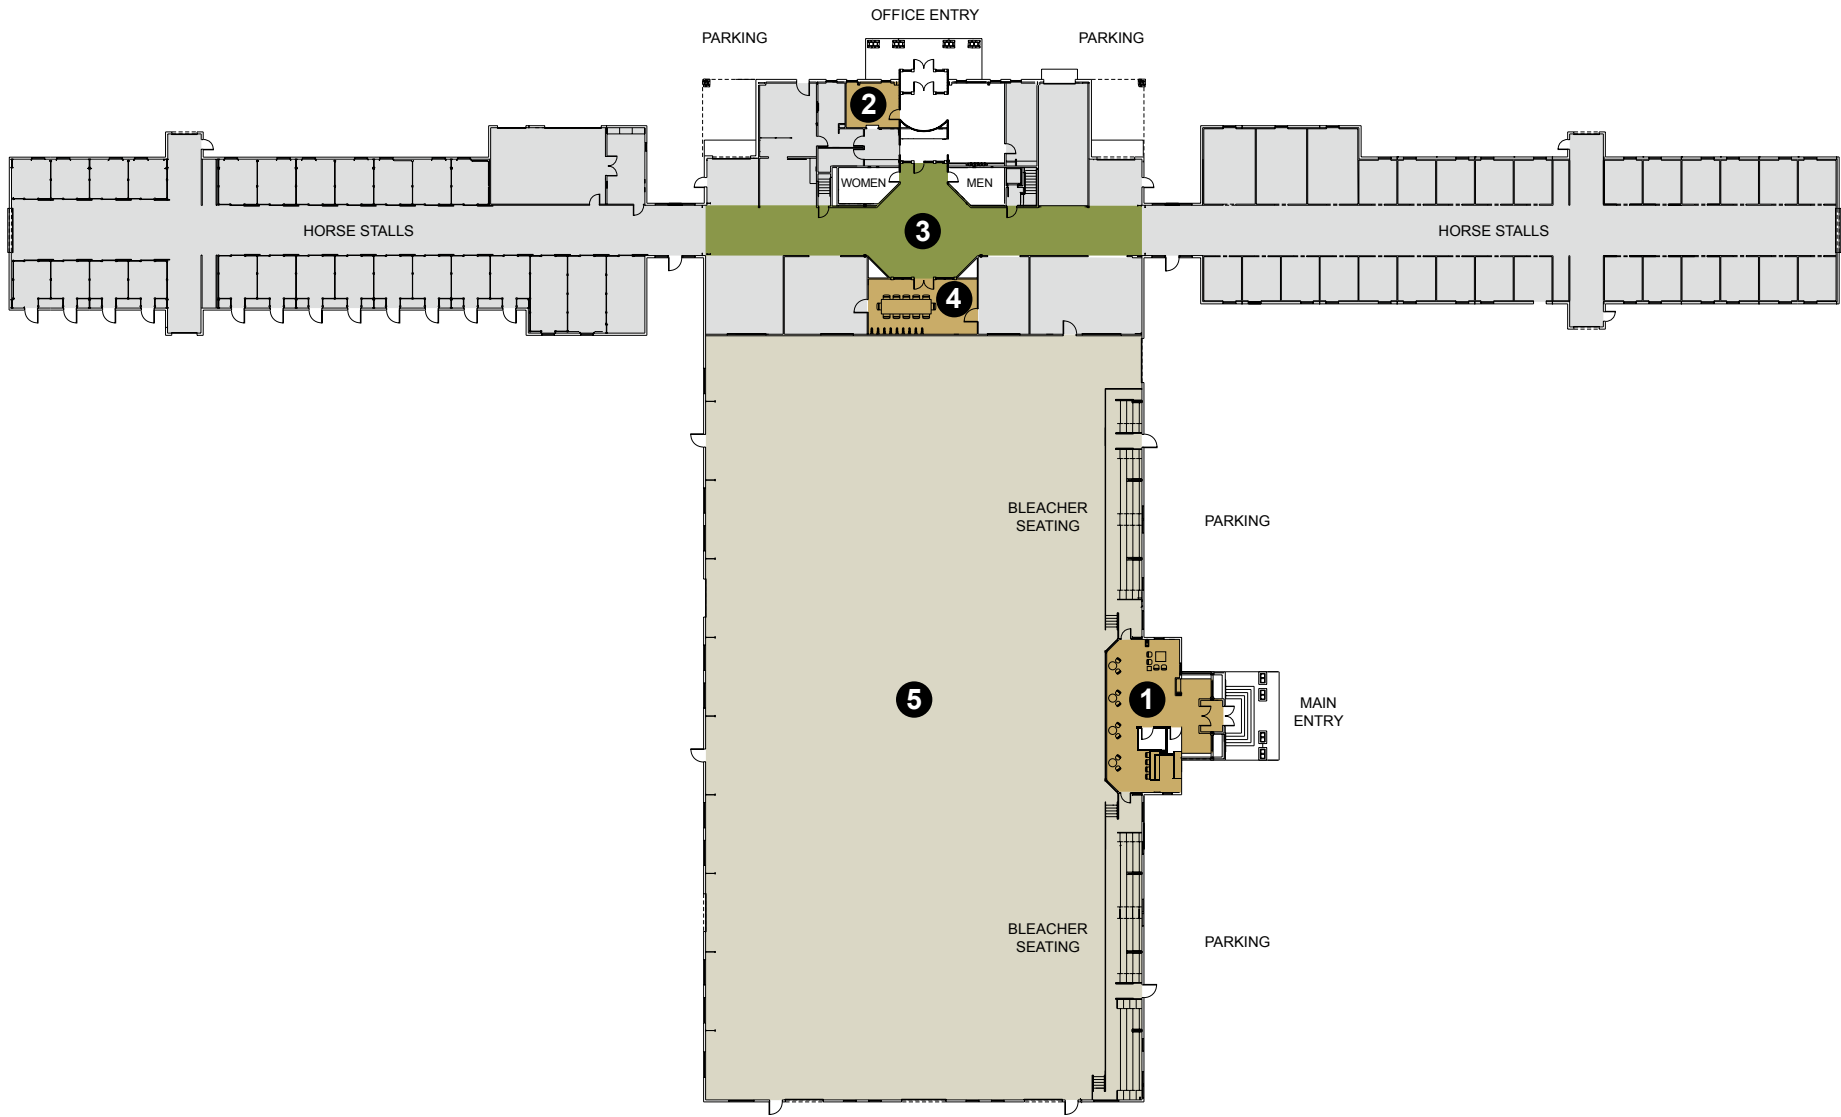 OFFICE ENTRY
PARKING
PARKING
2
WOMEN
MEN
HORSE STALLS
3
HORSE STALLS
4
BLEACHER
SEATING
PARKING
5
1
MAIN
ENTRY
BLEACHER
SEATING
PARKING